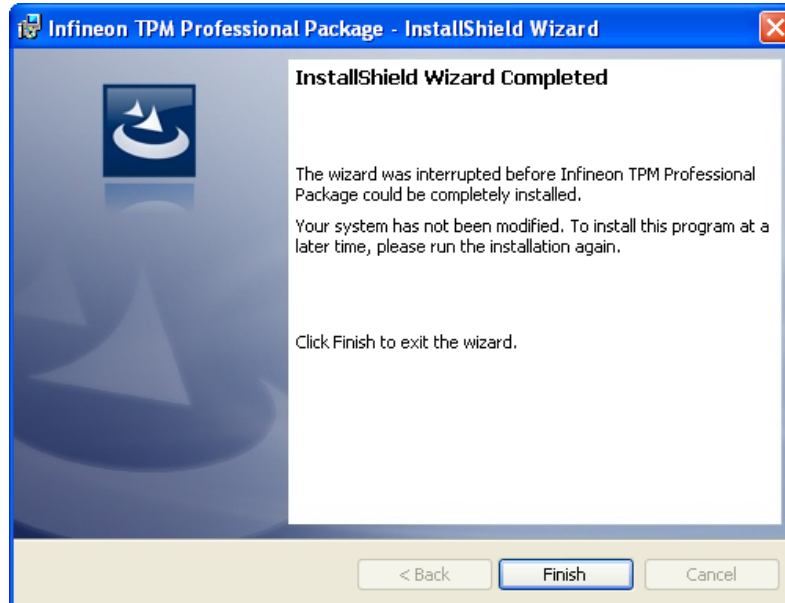 Infineon TPM Professional Package - InstallShield Wizard
InstallShield Wizard Completed
The wizard was interrupted before Infineon TPM Professional
Package could be completely installed.
Your system has not been modified. To install this program at a
later time, please run the installation again.
Click Finish to exit the wizard.
< Back
Finish
Cancel